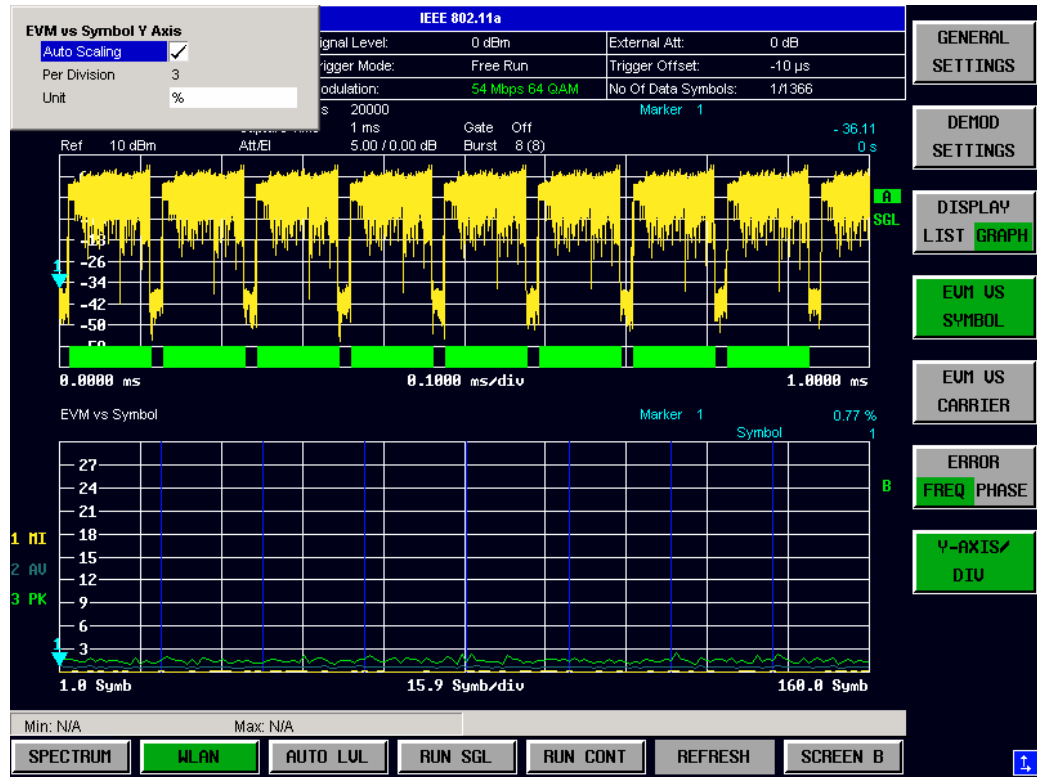 IEEE 802.11a
EVM vs Symbol Y Axis
Auto Scaling
Per Division 3
Unit %
ignal Level: 0 dBm External Att: 0 dB
rigger Mode: Free Run Trigger Offset: -10 µs
odulation: 54 Mbps 64 QAM No Of Data Symbols: 1/1366
s 20000 Marker 1
1 ms Gate Off - 36.11
Ref 10 dBm Att/El 5.00 / 0.00 dB Burst 8 (8) 0 s
A
SGL
-18
-26
1
-34
-42
-50
0.0000 ms 0.1000 ms/div 1.0000 ms
EVM vs Symbol Marker 1 0.77 %
Symbol 1
27
24
B
21
18
1 MI
15
2 AV
12
3 PK
9
6
1
3
1.0 Symb 15.9 Symb/div 160.0 Symb
GENERAL
SETTINGS
DEMOD
SETTINGS
DISPLAY
LIST GRAPH
EVM VS
SYMBOL
EVM VS
CARRIER
ERROR
FREQ PHASE
Y-AXIS/
DIV
Min: N/A Max: N/A
SPECTRUM WLAN AUTO LVL RUN SGL RUN CONT REFRESH SCREEN B